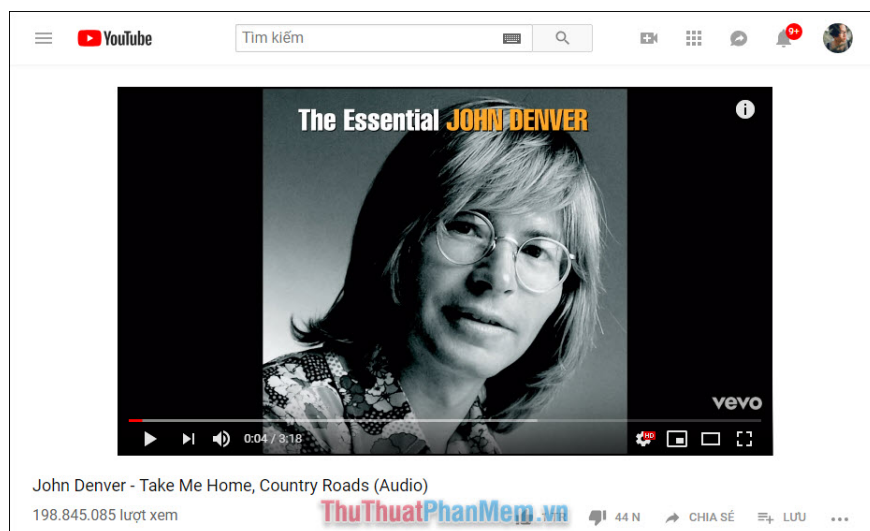 YouTube
Tìm kiếm
9+
The Essential JOHN DENVER
i
vevo
0:04 / 3:18
HD
John Denver - Take Me Home, Country Roads (Audio)
198.845.085 lượt xem
ThuThuatPhanMem.vn
44 N
CHIA SẺ
LƯU